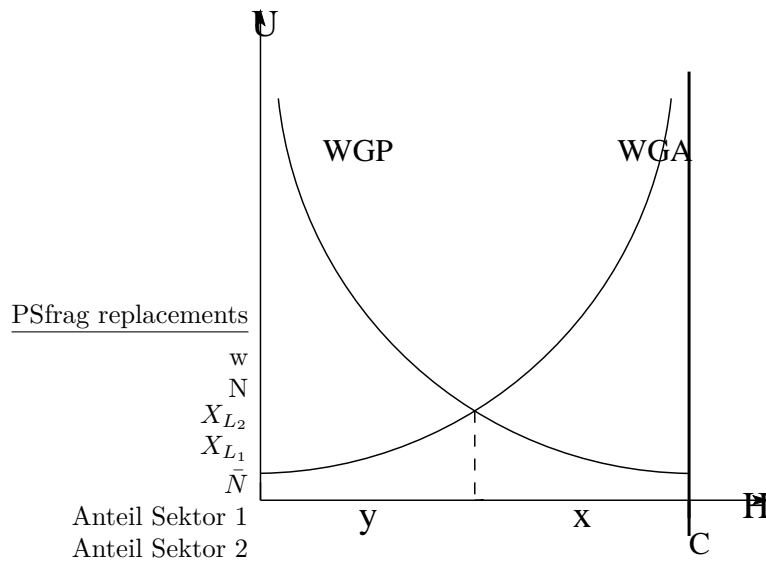 U
WGP WGA
PSfrag replacements
w
N
X_{L_2}
X_{L_1}
N̄
Anteil Sektor 1
Anteil Sektor 2
y x
H
C